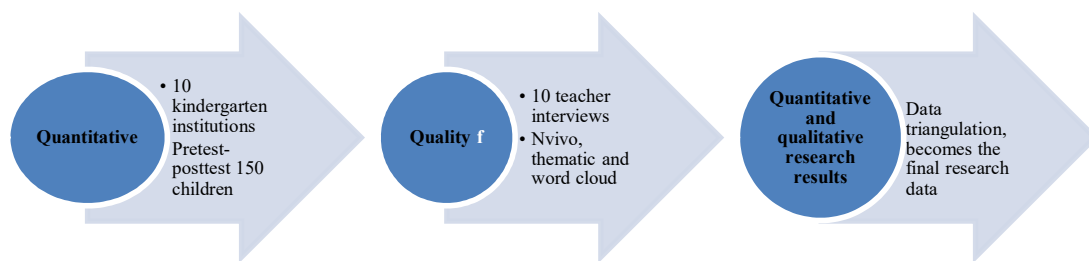 Quantitative
• 10
kindergarten
institutions
Pretest-
posttest 150
children
Quality f
• 10 teacher
interviews
• Nvivo,
thematic and
word cloud
Quantitative
and
qualitative
research
results
Data
triangulation,
becomes the
final research
data